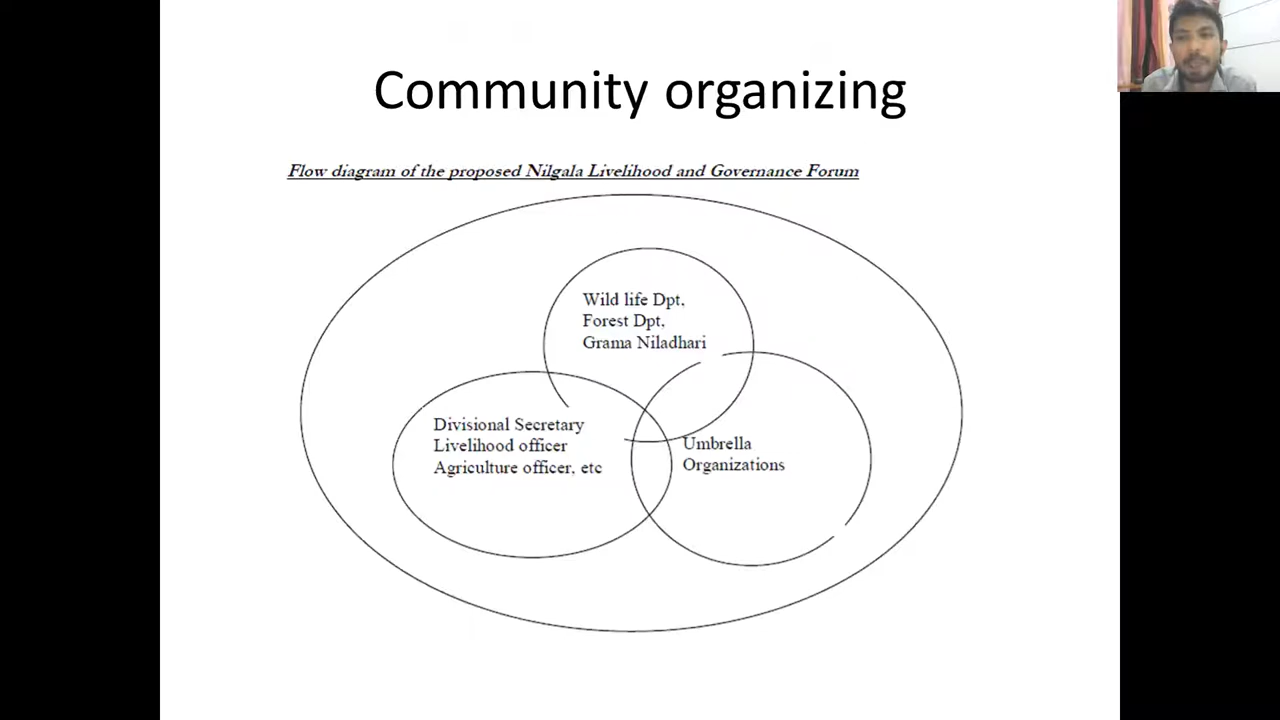 Community organizing
Flow diagram of the proposed Nilgala Livelihood and Governance Forum
Wild life Dpt,
Forest Dpt,
Grama Niladhari
Divisional Secretary
Livelihood officer
Agriculture officer, etc
Umbrella
Organizations